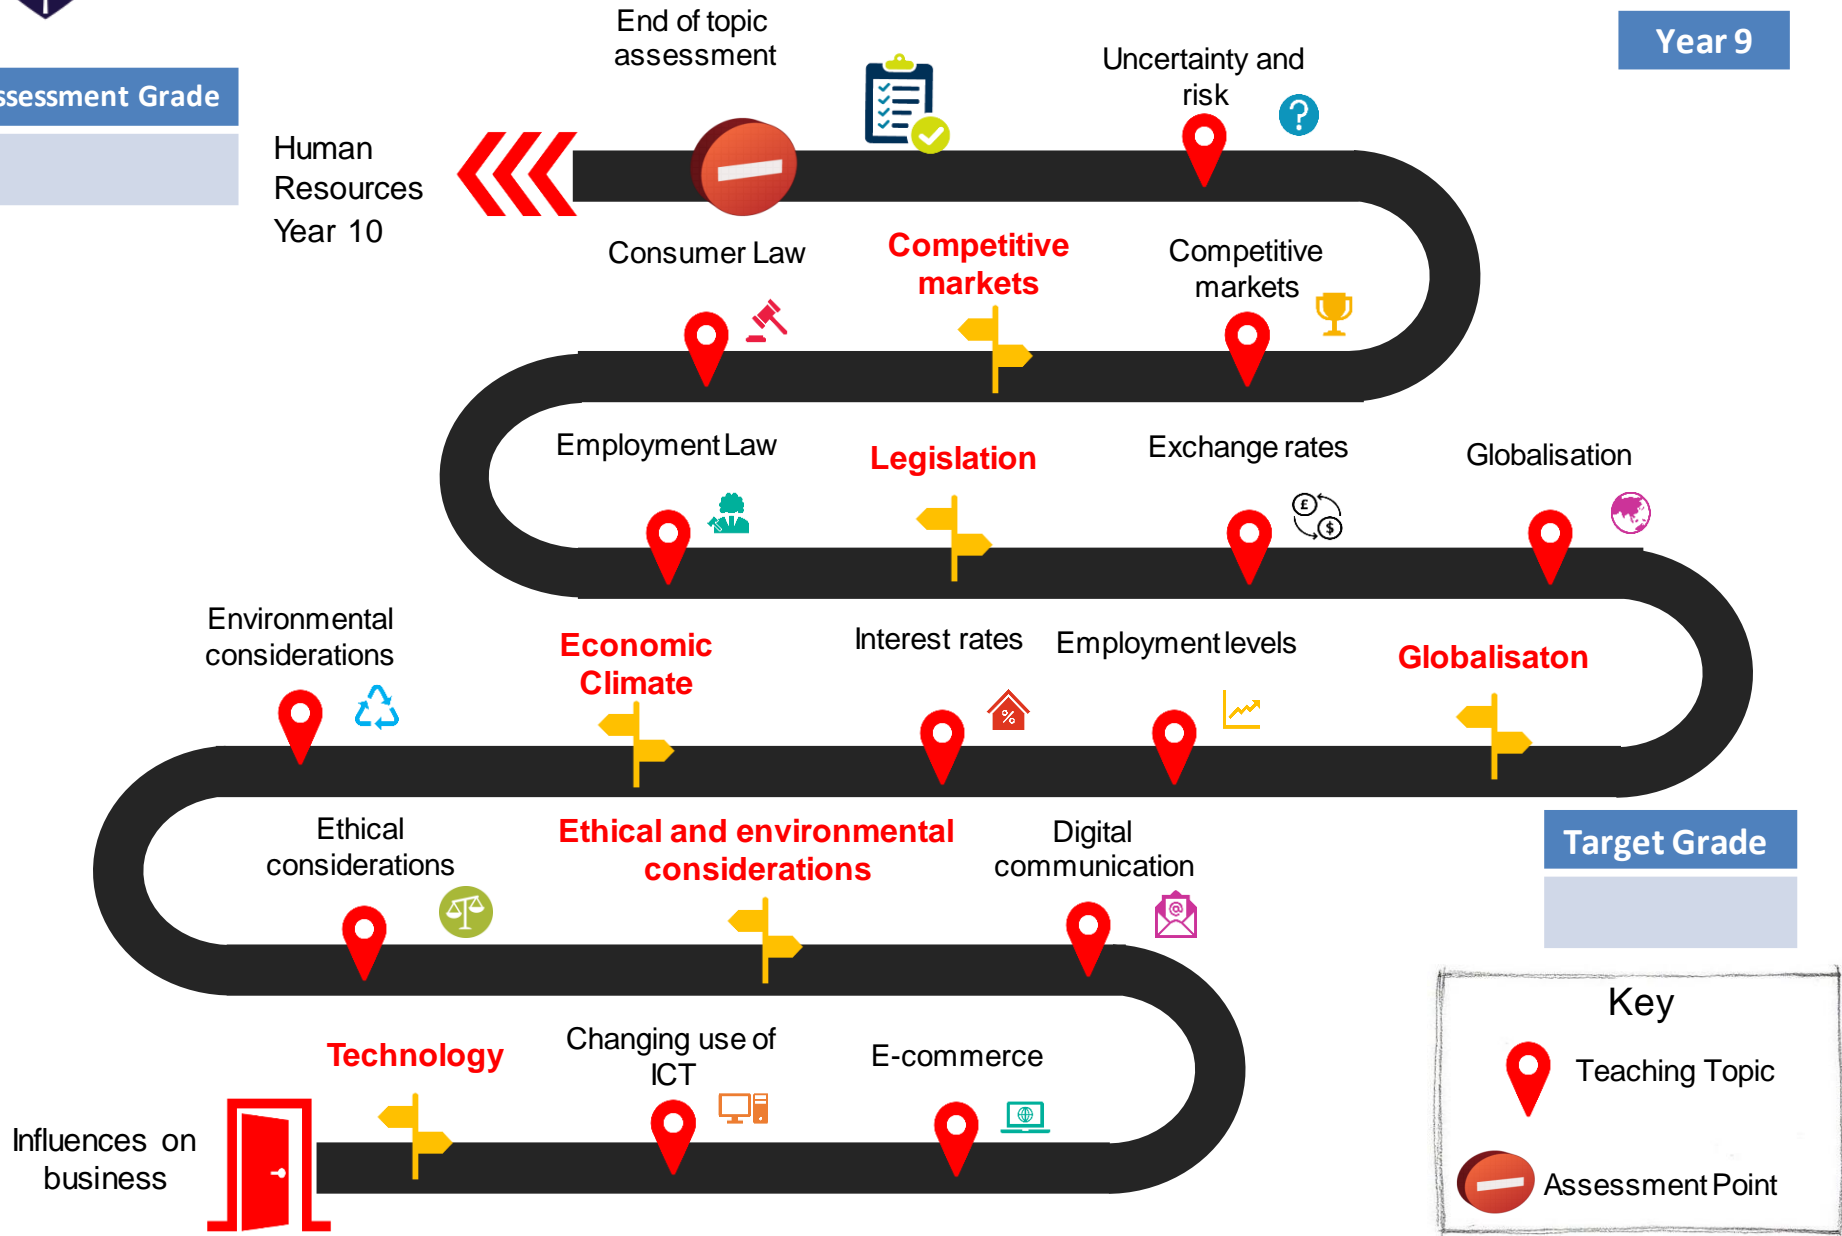 End of topic
assessment
Uncertainty and
risk
?
Year 9
Assessment Grade
Human
Resources
Year 10
Consumer Law
Competitive
markets
Competitive
markets
Employment Law
Legislation
Exchange rates
£
$
Globalisation
Environmental
considerations
Economic
Climate
Interest rates
%
Employment levels
Globalisaton
Ethical
considerations
Ethical and environmental
considerations
Digital
communication
@
Target Grade
Technology
Changing use of
ICT
E-commerce
Influences on
business
Key
Teaching Topic
Assessment Point